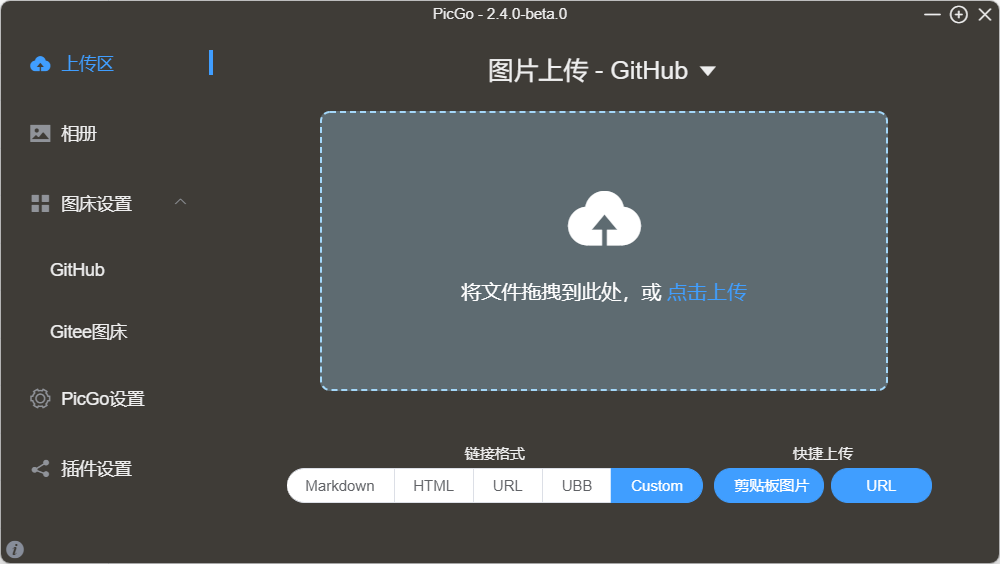 PicGo - 2.4.0-beta.0
上传区
相册
图床设置
GitHub
Gitee图床
PicGo设置
插件设置
图片上传 - GitHub
将文件拖拽到此处，或 点击上传
链接格式
Markdown HTML URL UBB Custom
快捷上传
剪贴板图片 URL
i